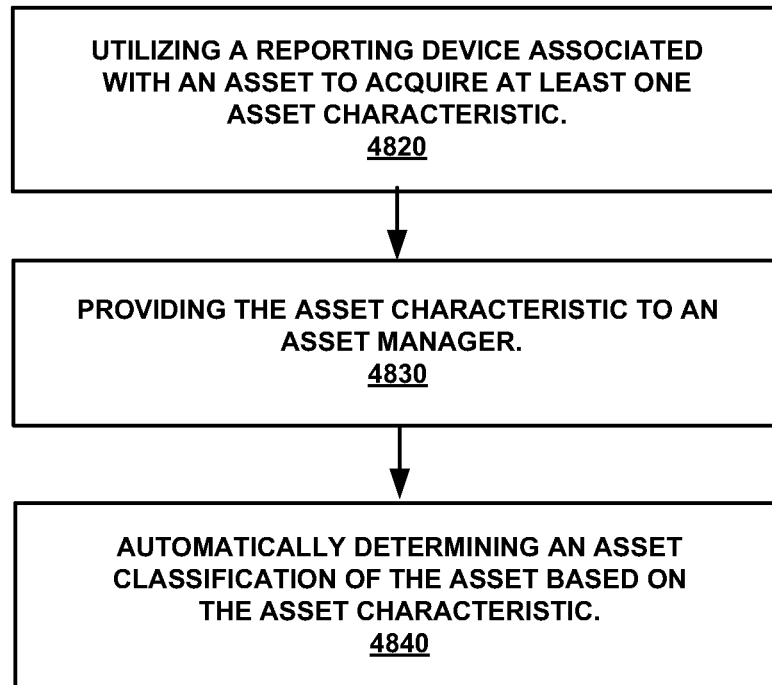 UTILIZING A REPORTING DEVICE ASSOCIATED
WITH AN ASSET TO ACQUIRE AT LEAST ONE
ASSET CHARACTERISTIC.
4820
PROVIDING THE ASSET CHARACTERISTIC TO AN
ASSET MANAGER.
4830
AUTOMATICALLY DETERMINING AN ASSET
CLASSIFICATION OF THE ASSET BASED ON
THE ASSET CHARACTERISTIC.
4840